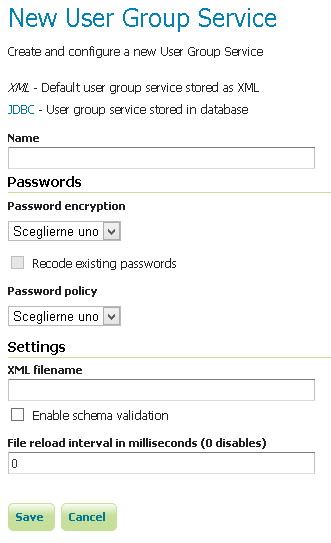 New User Group Service
Create and configure a new User Group Service
XML - Default user group service stored as XML
JDBC - User group service stored in database
Name
Passwords
Password encryption
Sceglierne uno
Recode existing passwords
Password policy
Sceglierne uno
Settings
XML filename
Enable schema validation
File reload interval in milliseconds (0 disables)
0
Save Cancel